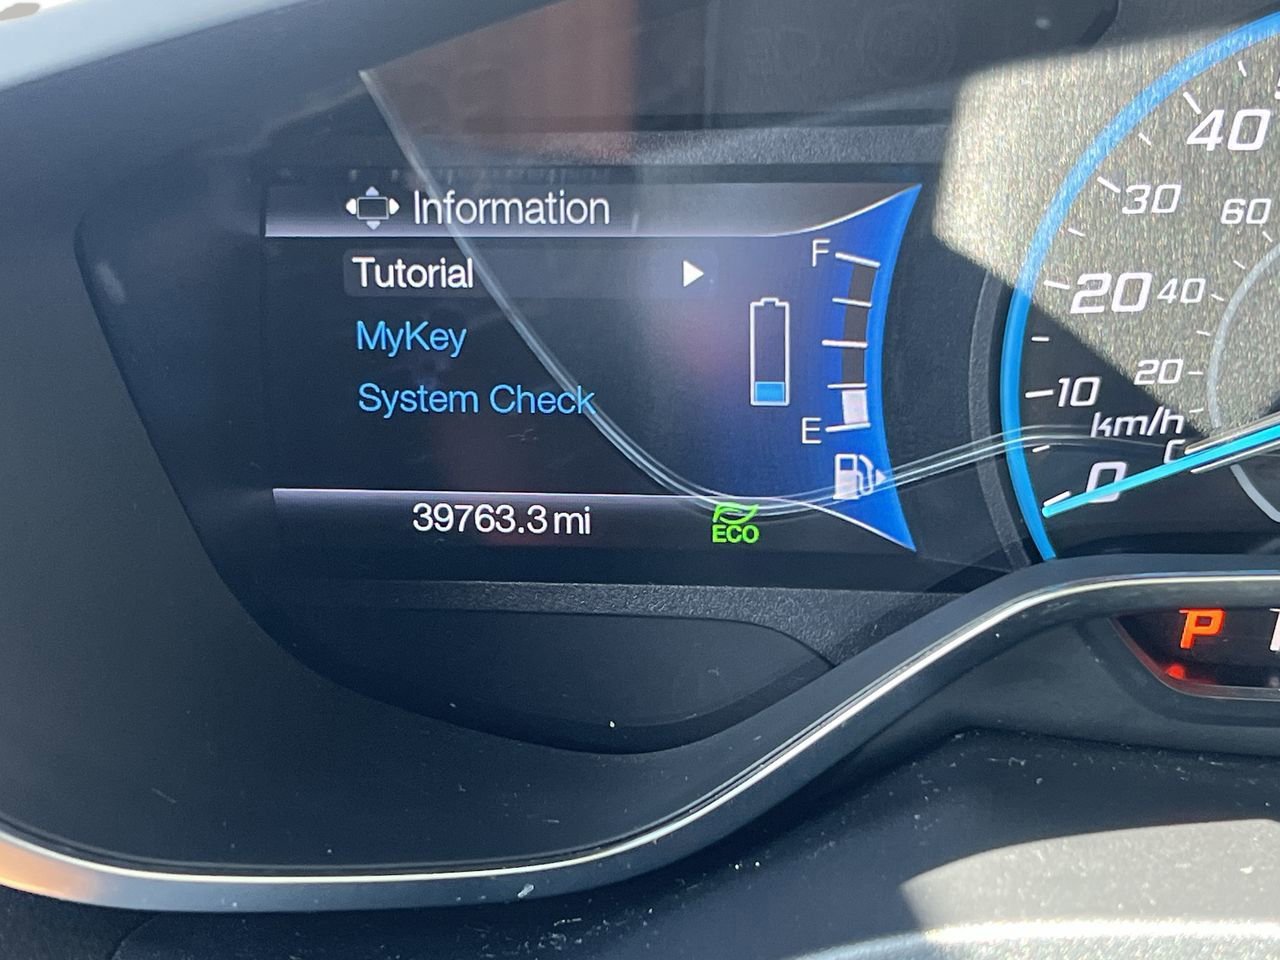 Information
Tutorial
MyKey
System Check
39763.3 mi
ECO
F
E
40
30
60
20
40
10
20
km/h
0
P